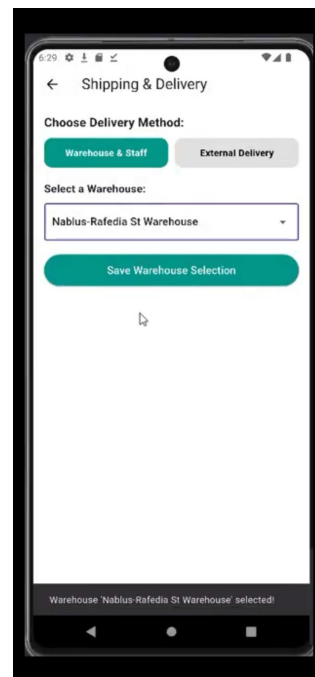 6:29
Shipping & Delivery
Choose Delivery Method:
Warehouse & Staff
External Delivery
Select a Warehouse:
Nablus-Rafedia St Warehouse
Save Warehouse Selection
Warehouse 'Nablus-Rafedia St Warehouse' selected!